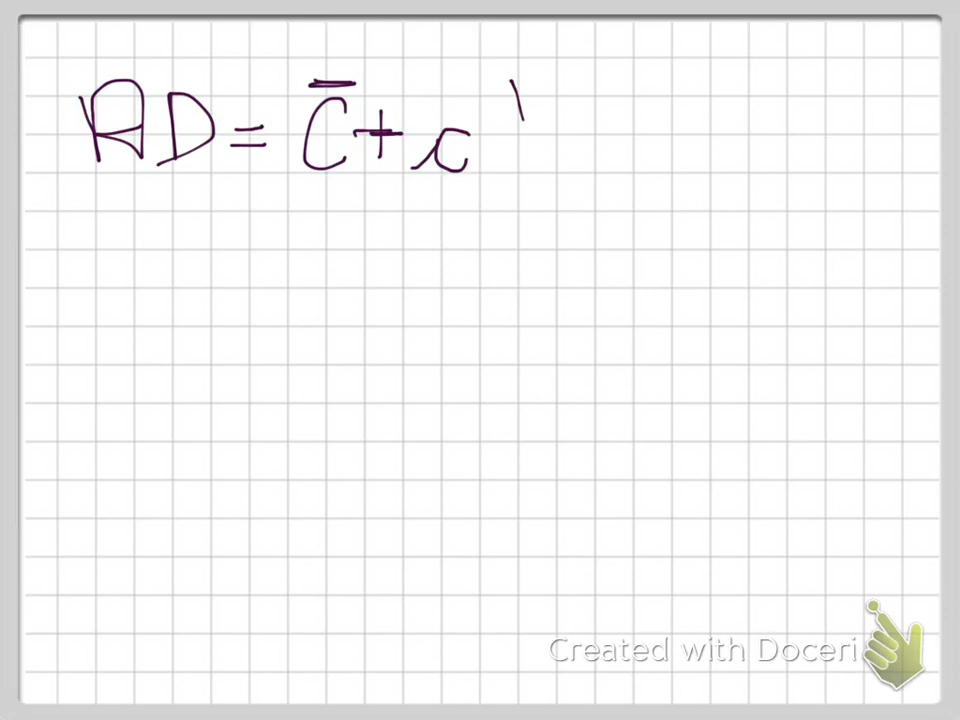 AD = C̅ + c
Created with Doceri